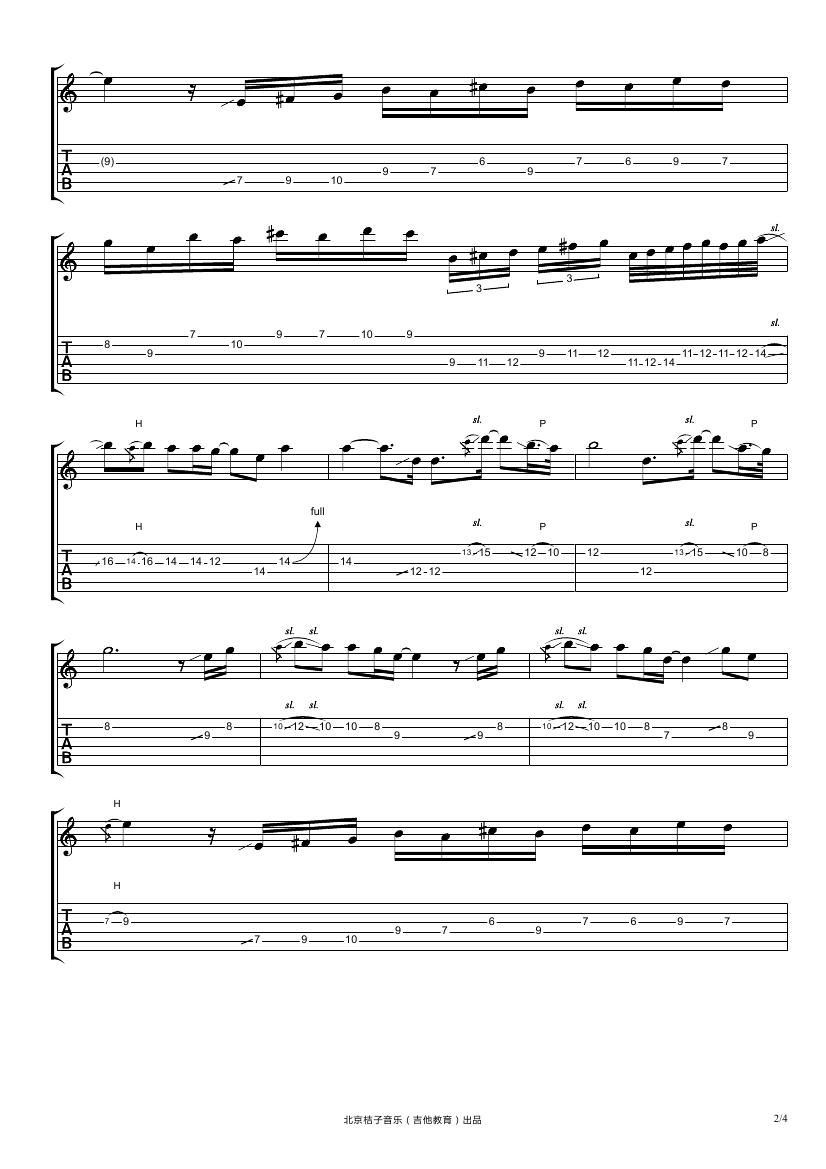 T
A
B
(9) 7 9 10 9 7 6 9 7 6 9 7
3 3 sl.
sl.
8 9 7 10 9 7 10 9 9 11 12 9 11 12 11 12 14 11 12 11 12 14
H sl. P sl. P
full
H sl. P sl. P
T
A
B
16 14 16 14 14 12 14 14 14 12 12 13 15 12 10 12 12 13 15 10 8
sl. sl. sl. sl.
sl. sl. sl. sl.
T
A
B
8 9 8 10 12 10 10 8 9 9 8 10 12 10 10 8 7 8 9
H
H
T
A
B
7 9 7 9 10 9 7 6 9 7 6 9 7
北京桔子音乐（吉他教育）出品
2/4